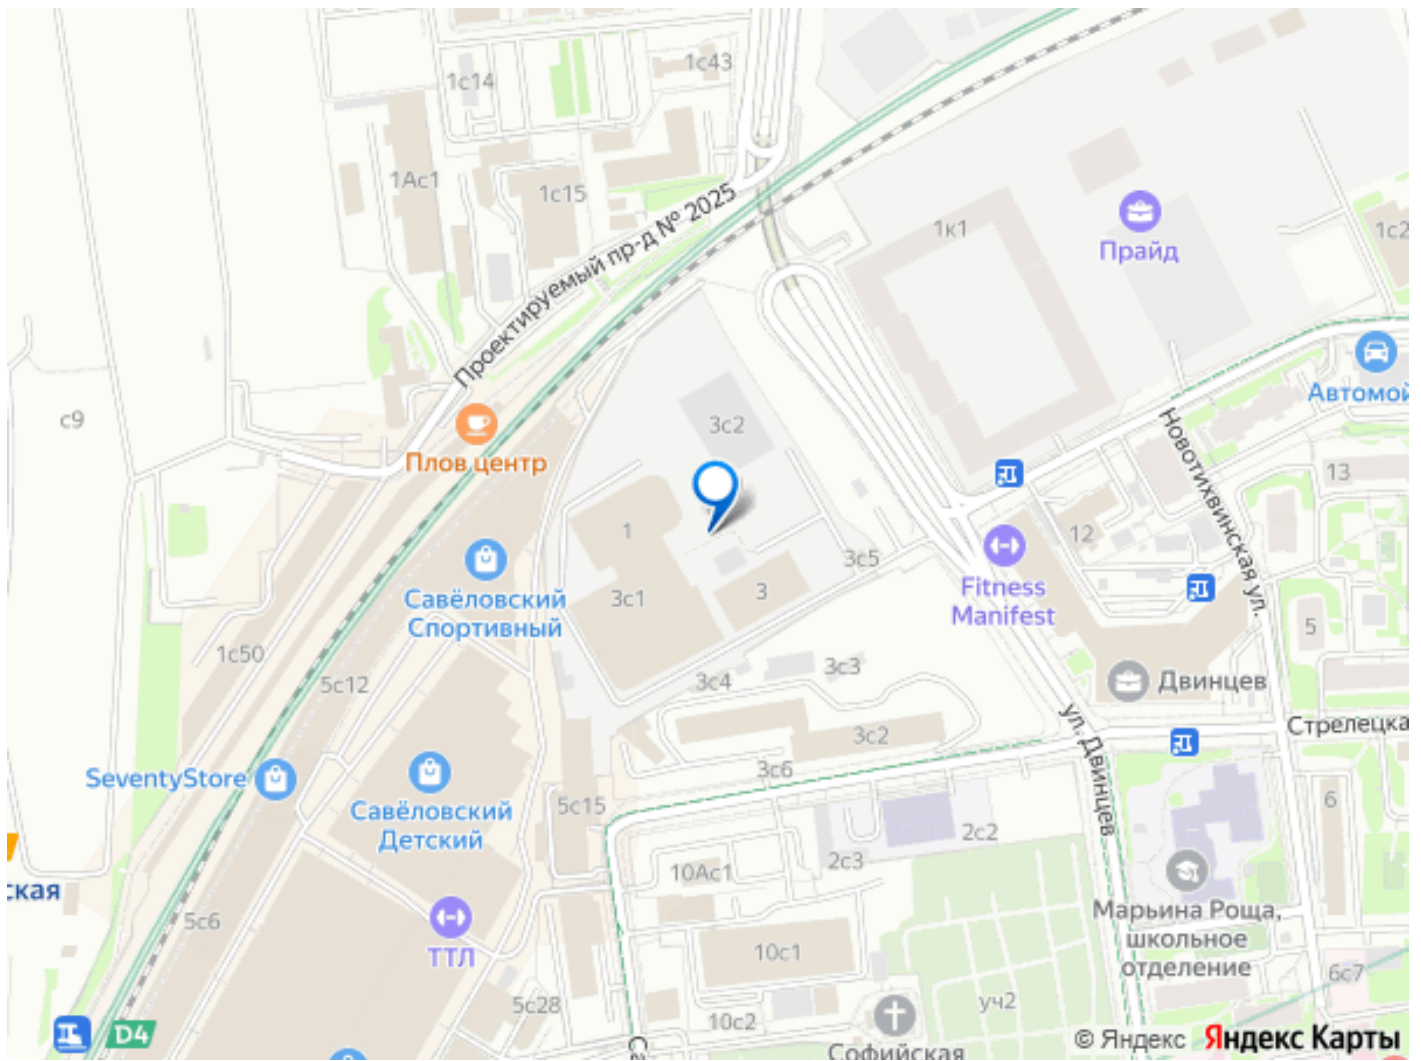 1с43
1с14
1Ас1
1с15
Проектируемый пр-д № 2025
1к1
Прайд
1с2
Автомой
с9
3с2
Плов центр
Новотихвинская ул.
13
1
12
3с5
Савёловский
Спортивный
3с1
3
Fitness
Manifest
5
1с50
5с12
3с4
3с3
Двинцев
3с2
ул. Двинцев
Стрелецка
SeventyStore
3с6
Савёловский
Детский
5с15
2с2
6
10Ас1
2с3
ская
5с6
ТТЛ
Марьина Роща,
школьное
отделение
10с1
6с7
5с28
уч2
10с2
D4
Са
Софийская
© Яндекс Яндекс Карты